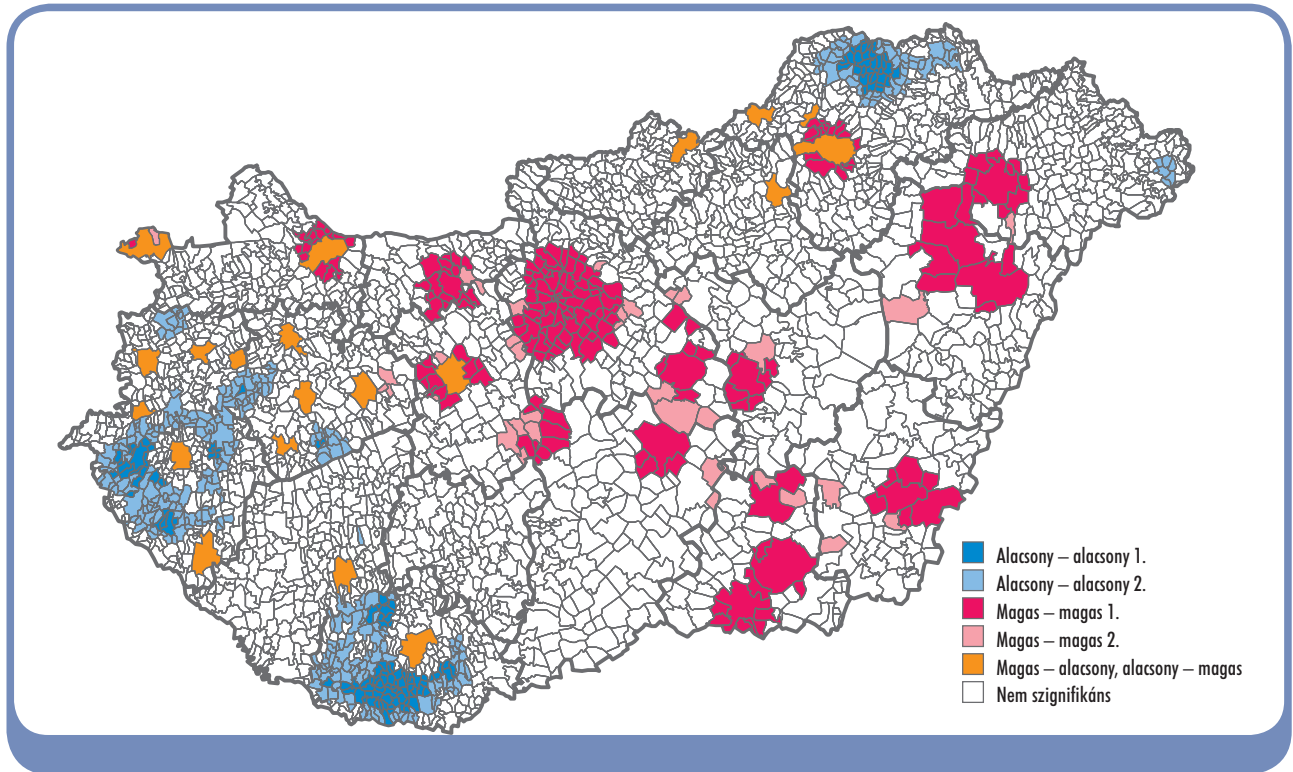 Alacsony – alacsony 1.
Alacsony – alacsony 2.
Magas – magas 1.
Magas – magas 2.
Magas – alacsony, alacsony – magas
Nem szignifikáns